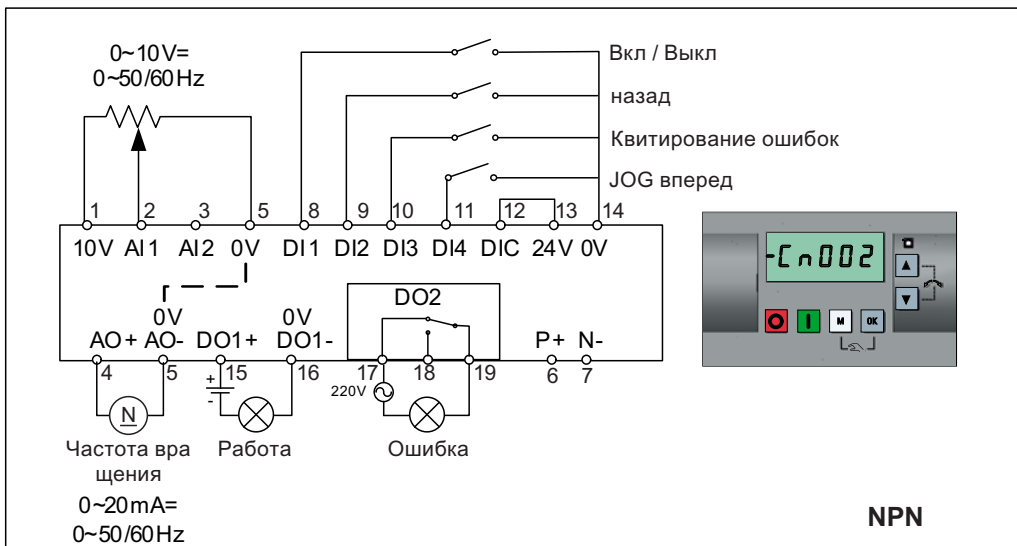 0~10V=
0~50/60Hz
Вкл / Выкл
назад
Квитирование ошибок
JOG вперед
1 2 3 5 8 9 10 11 12 13 14
10V AI1 AI2 0V DI1 DI2 DI3 DI4 DIC 24V 0V
-Cn002
M OK
DO2
0V 0V
AO+ AO- DO1+ DO1- P+ N-
4 5 15 16 17 18 19 6 7
+
-
220V
N
Частота вра
щения
Работа
Ошибка
0~20mA=
0~50/60Hz
NPN